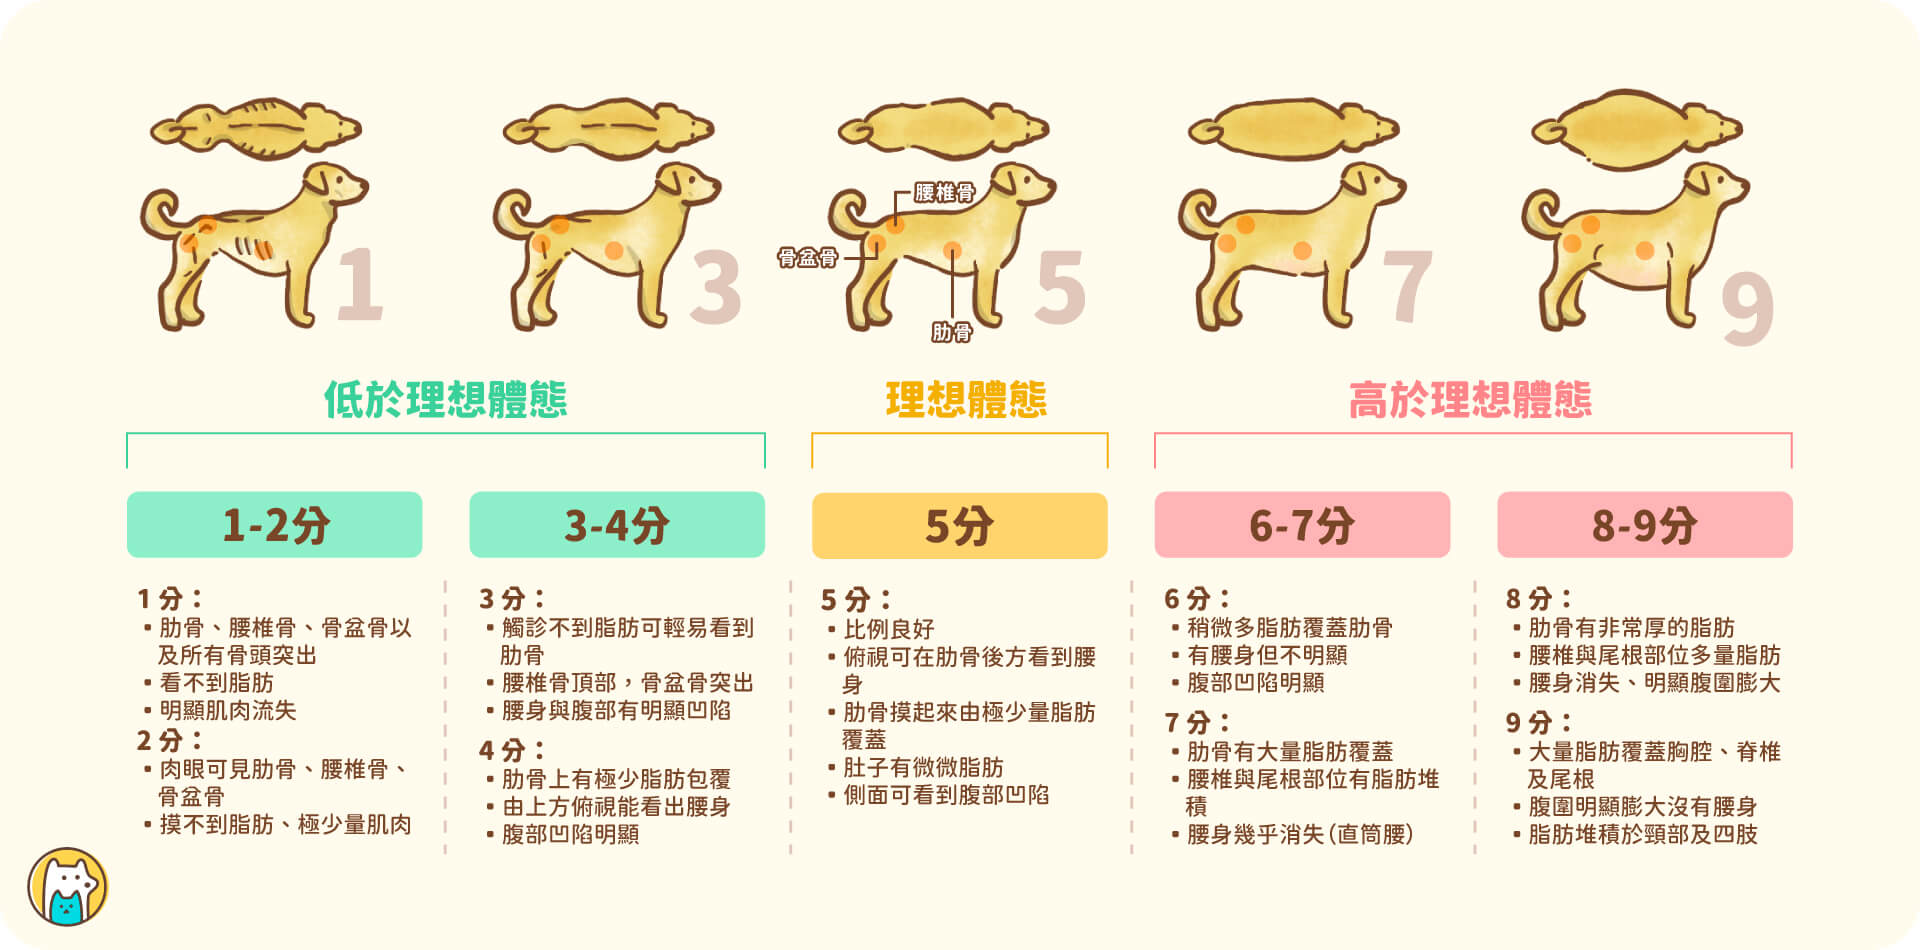 1
3
腰椎骨
骨盆骨
肋骨
5
7
9
低於理想體態
理想體態
高於理想體態
1-2分
3-4分
5分
6-7分
8-9分
1 分：
▪ 肋骨、腰椎骨、骨盆骨以
及所有骨頭突出
▪ 看不到脂肪
▪ 明顯肌肉流失
2 分：
▪ 肉眼可見肋骨、腰椎骨、
骨盆骨
▪ 摸不到脂肪、極少量肌肉
3 分：
▪ 觸診不到脂肪可輕易看到
肋骨
▪ 腰椎骨頂部，骨盆骨突出
▪ 腰身與腹部有明顯凹陷
4 分：
▪ 肋骨上有極少脂肪包覆
▪ 由上方俯視能看出腰身
▪ 腹部凹陷明顯
5 分：
▪ 比例良好
▪ 俯視可在肋骨後方看到腰
身
▪ 肋骨摸起來由極少量脂肪
覆蓋
▪ 肚子有微微脂肪
▪ 側面可看到腹部凹陷
6 分：
▪ 稍微多脂肪覆蓋肋骨
▪ 有腰身但不明顯
▪ 腹部凹陷明顯
7 分：
▪ 肋骨有大量脂肪覆蓋
▪ 腰椎與尾根部位有脂肪堆
積
▪ 腰身幾乎消失（直筒腰）
8 分：
▪ 肋骨有非常厚的脂肪
▪ 腰椎與尾根部位多量脂肪
▪ 腰身消失、明顯腹圍膨大
9 分：
▪ 大量脂肪覆蓋胸腔、脊椎
及尾根
▪ 腹圍明顯膨大沒有腰身
▪ 脂肪堆積於頸部及四肢